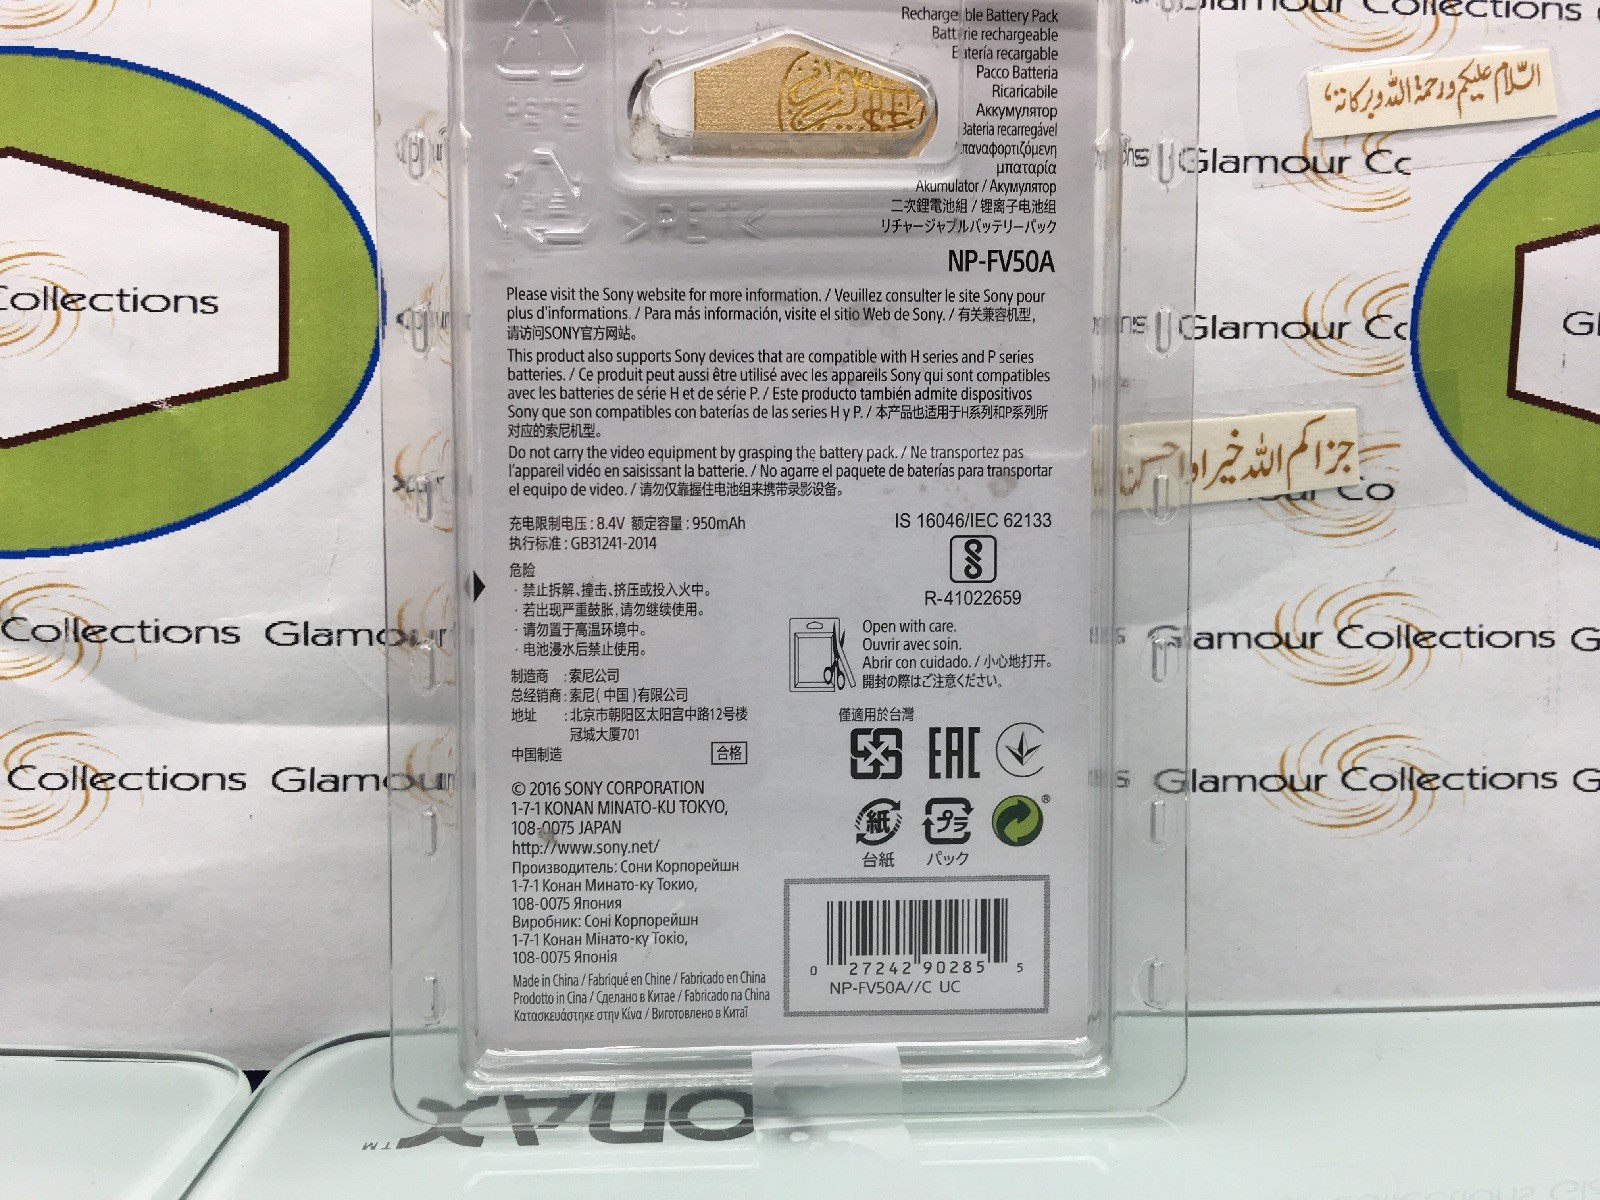 Rechargeable Battery Pack
Batterie rechargeable
Batería recargable
Pacco Batteria
Ricaricabile
Аккумулятор
Bateria recarregável
Επαναφορτιζόμενη
μπαταρία
Akumulator / Акумулятор
二次鋰電池組 / 锂离子电池组
リチャージャブルバッテリーパック
NP-FV50A
PETE
>PET<
Please visit the Sony website for more information. / Veuillez consulter le site Sony pour
plus d'informations. / Para más información, visite el sitio Web de Sony. / 有关兼容机型,
请访问SONY官方网站。
This product also supports Sony devices that are compatible with H series and P series
batteries. / Ce produit peut aussi être utilisé avec les appareils Sony qui sont compatibles
avec les batteries de série H et de série P. / Este producto también admite dispositivos
Sony que son compatibles con baterías de las series H y P. / 本产品也适用于H系列和P系列所
对应的索尼机型。
Do not carry the video equipment by grasping the battery pack. / Ne transportez pas
l'appareil vidéo en saisissant la batterie. / No agarre el paquete de baterías para transportar
el equipo de video. / 请勿仅靠握住电池组来携带录影设备。
充电限制电压 : 8.4V 额定容量 : 950mAh
执行标准 : GB31241-2014
危险
· 禁止拆解、撞击、挤压或投入火中。
· 若出现严重鼓胀,请勿继续使用。
· 请勿置于高温环境中。
· 电池浸水后禁止使用。
制造商 : 索尼公司
总经销商 : 索尼(中国)有限公司
地址 : 北京市朝阳区太阳宫中路12号楼
冠城大厦701
中国制造 合格
© 2016 SONY CORPORATION
1-7-1 KONAN MINATO-KU TOKYO,
108-0075 JAPAN
http://www.sony.net/
Производитель: Сони Корпорейшн
1-7-1 Конан Минато-ку Токио,
108-0075 Япония
Виробник: Соні Корпорейшн
1-7-1 Конан Мінато-ку Токіо,
108-0075 Японія
Made in China / Fabriqué en Chine / Fabricado en China
Prodotto in Cina / Сделано в Китае / Fabricado na China
Κατασκευάστηκε στην Κίνα / Виготовлено в Китаї
IS 16046/IEC 62133
R-41022659
Open with care.
Ouvrir avec soin.
Abrir con cuidado. / 小心地打开。
開封の際はご注意ください。
僅適用於台灣
EAC
紙 プラ ®
台紙 パック
0 27242 90285 5
NP-FV50A//C UC
Glamour Collections
السّلام عليكم ورحمة الله وبركاتة
Glamour Co
Collections
Glamour Co
Gl
جزاكم الله خيرا واحسن
Co
Collections Glamour
Glamour Collections G
Collections Glamour
Glamour Collections G
onax
TM